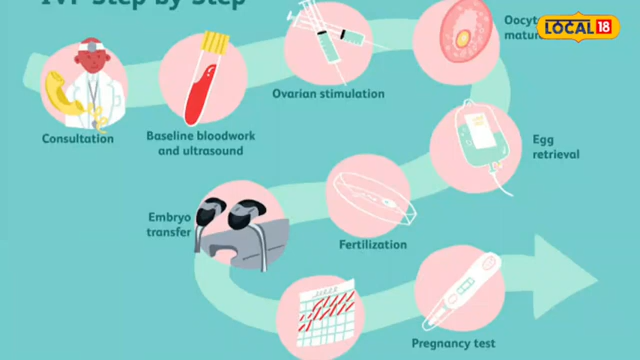 IVF Step by Step
LOCAL 18
Consultation
Baseline bloodwork
and ultrasound
Ovarian stimulation
Egg
retrieval
Fertilization
Embryo
transfer
Pregnancy test